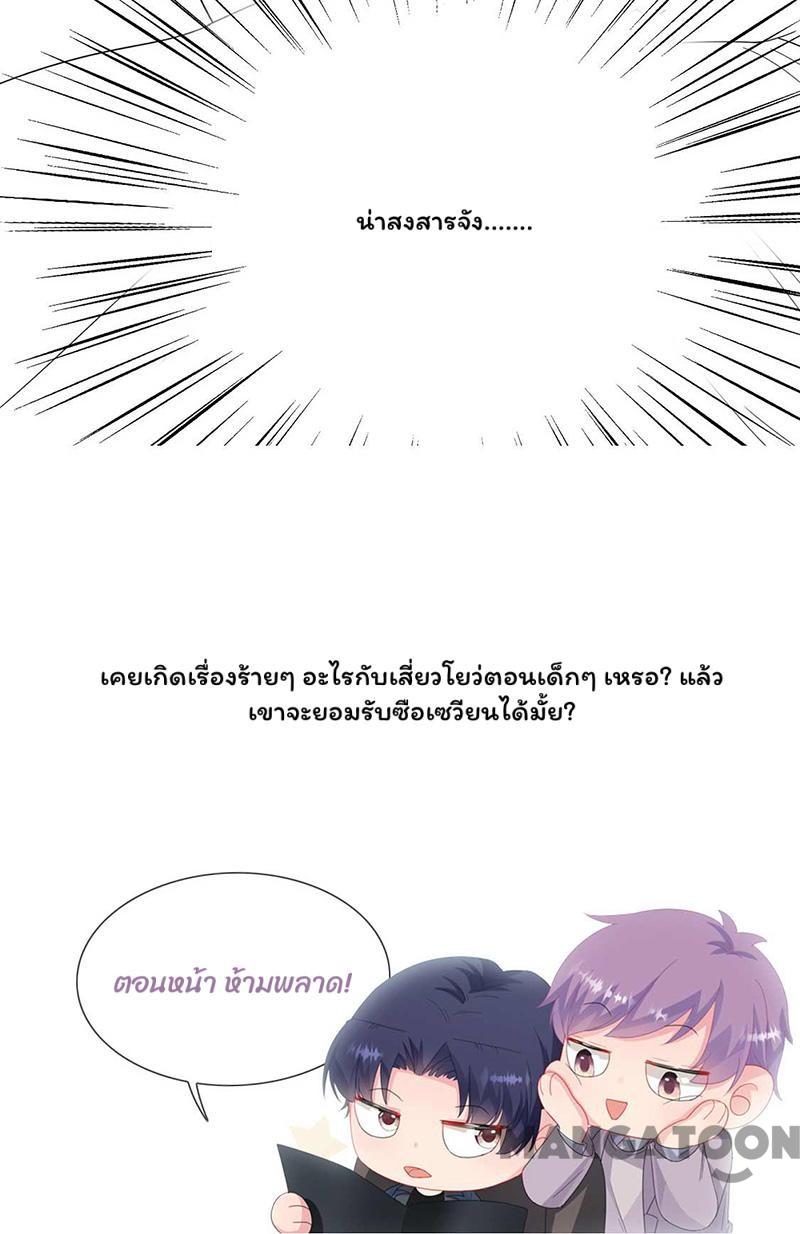 น่าสงสารจัง.......
เคยเกิดเรื่องร้ายๆ อะไรกับเสี่ยวโยว่ตอนเด็กๆ เหรอ? แล้ว
เขาจะยอมรับซือเซวียนได้มั้ย?
ตอนหน้า ห้ามพลาด!
MANGATOON